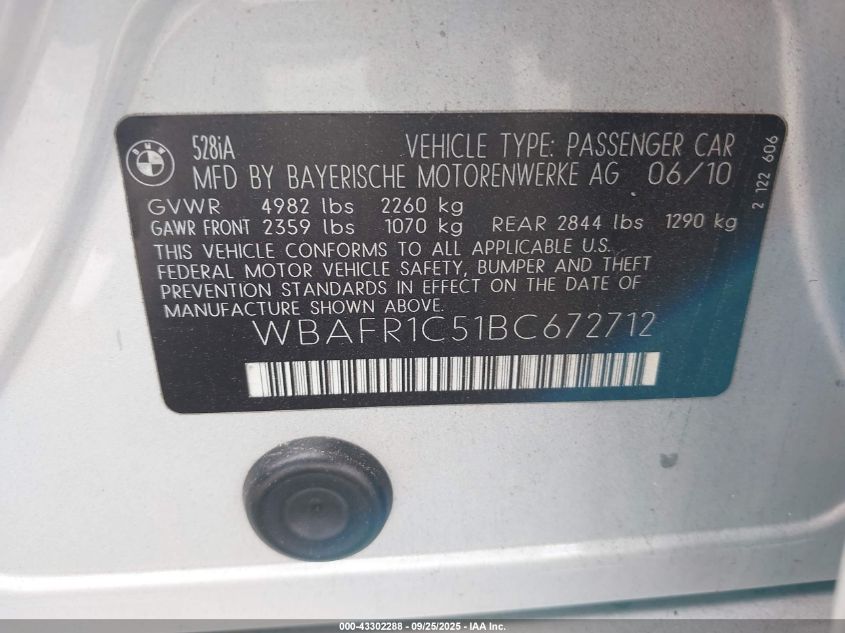 BMW
528iA VEHICLE TYPE: PASSENGER CAR
MFD BY BAYERISCHE MOTORENWERKE AG 06/10
GVWR 4982 lbs 2260 kg
GAWR FRONT 2359 lbs 1070 kg REAR 2844 lbs 1290 kg
THIS VEHICLE CONFORMS TO ALL APPLICABLE U.S.
FEDERAL MOTOR VEHICLE SAFETY, BUMPER AND THEFT
PREVENTION STANDARDS IN EFFECT ON THE DATE OF
MANUFACTURE SHOWN ABOVE.
WBAFR1C51BC672712
2 122 606
000-43302288 - 09/25/2025 - IAA Inc.